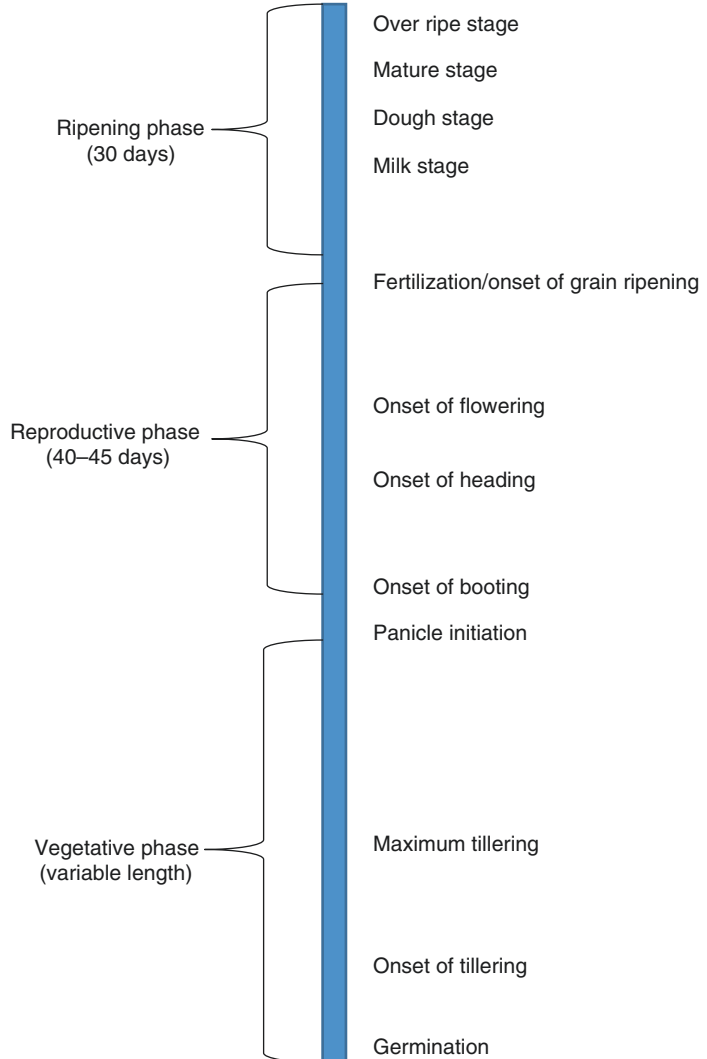 Over ripe stage
Mature stage
Dough stage
Ripening phase
(30 days)
Milk stage
Fertilization/onset of grain ripening
Onset of flowering
Reproductive phase
(40–45 days)
Onset of heading
Onset of booting
Panicle initiation
Maximum tillering
Vegetative phase
(variable length)
Onset of tillering
Germination